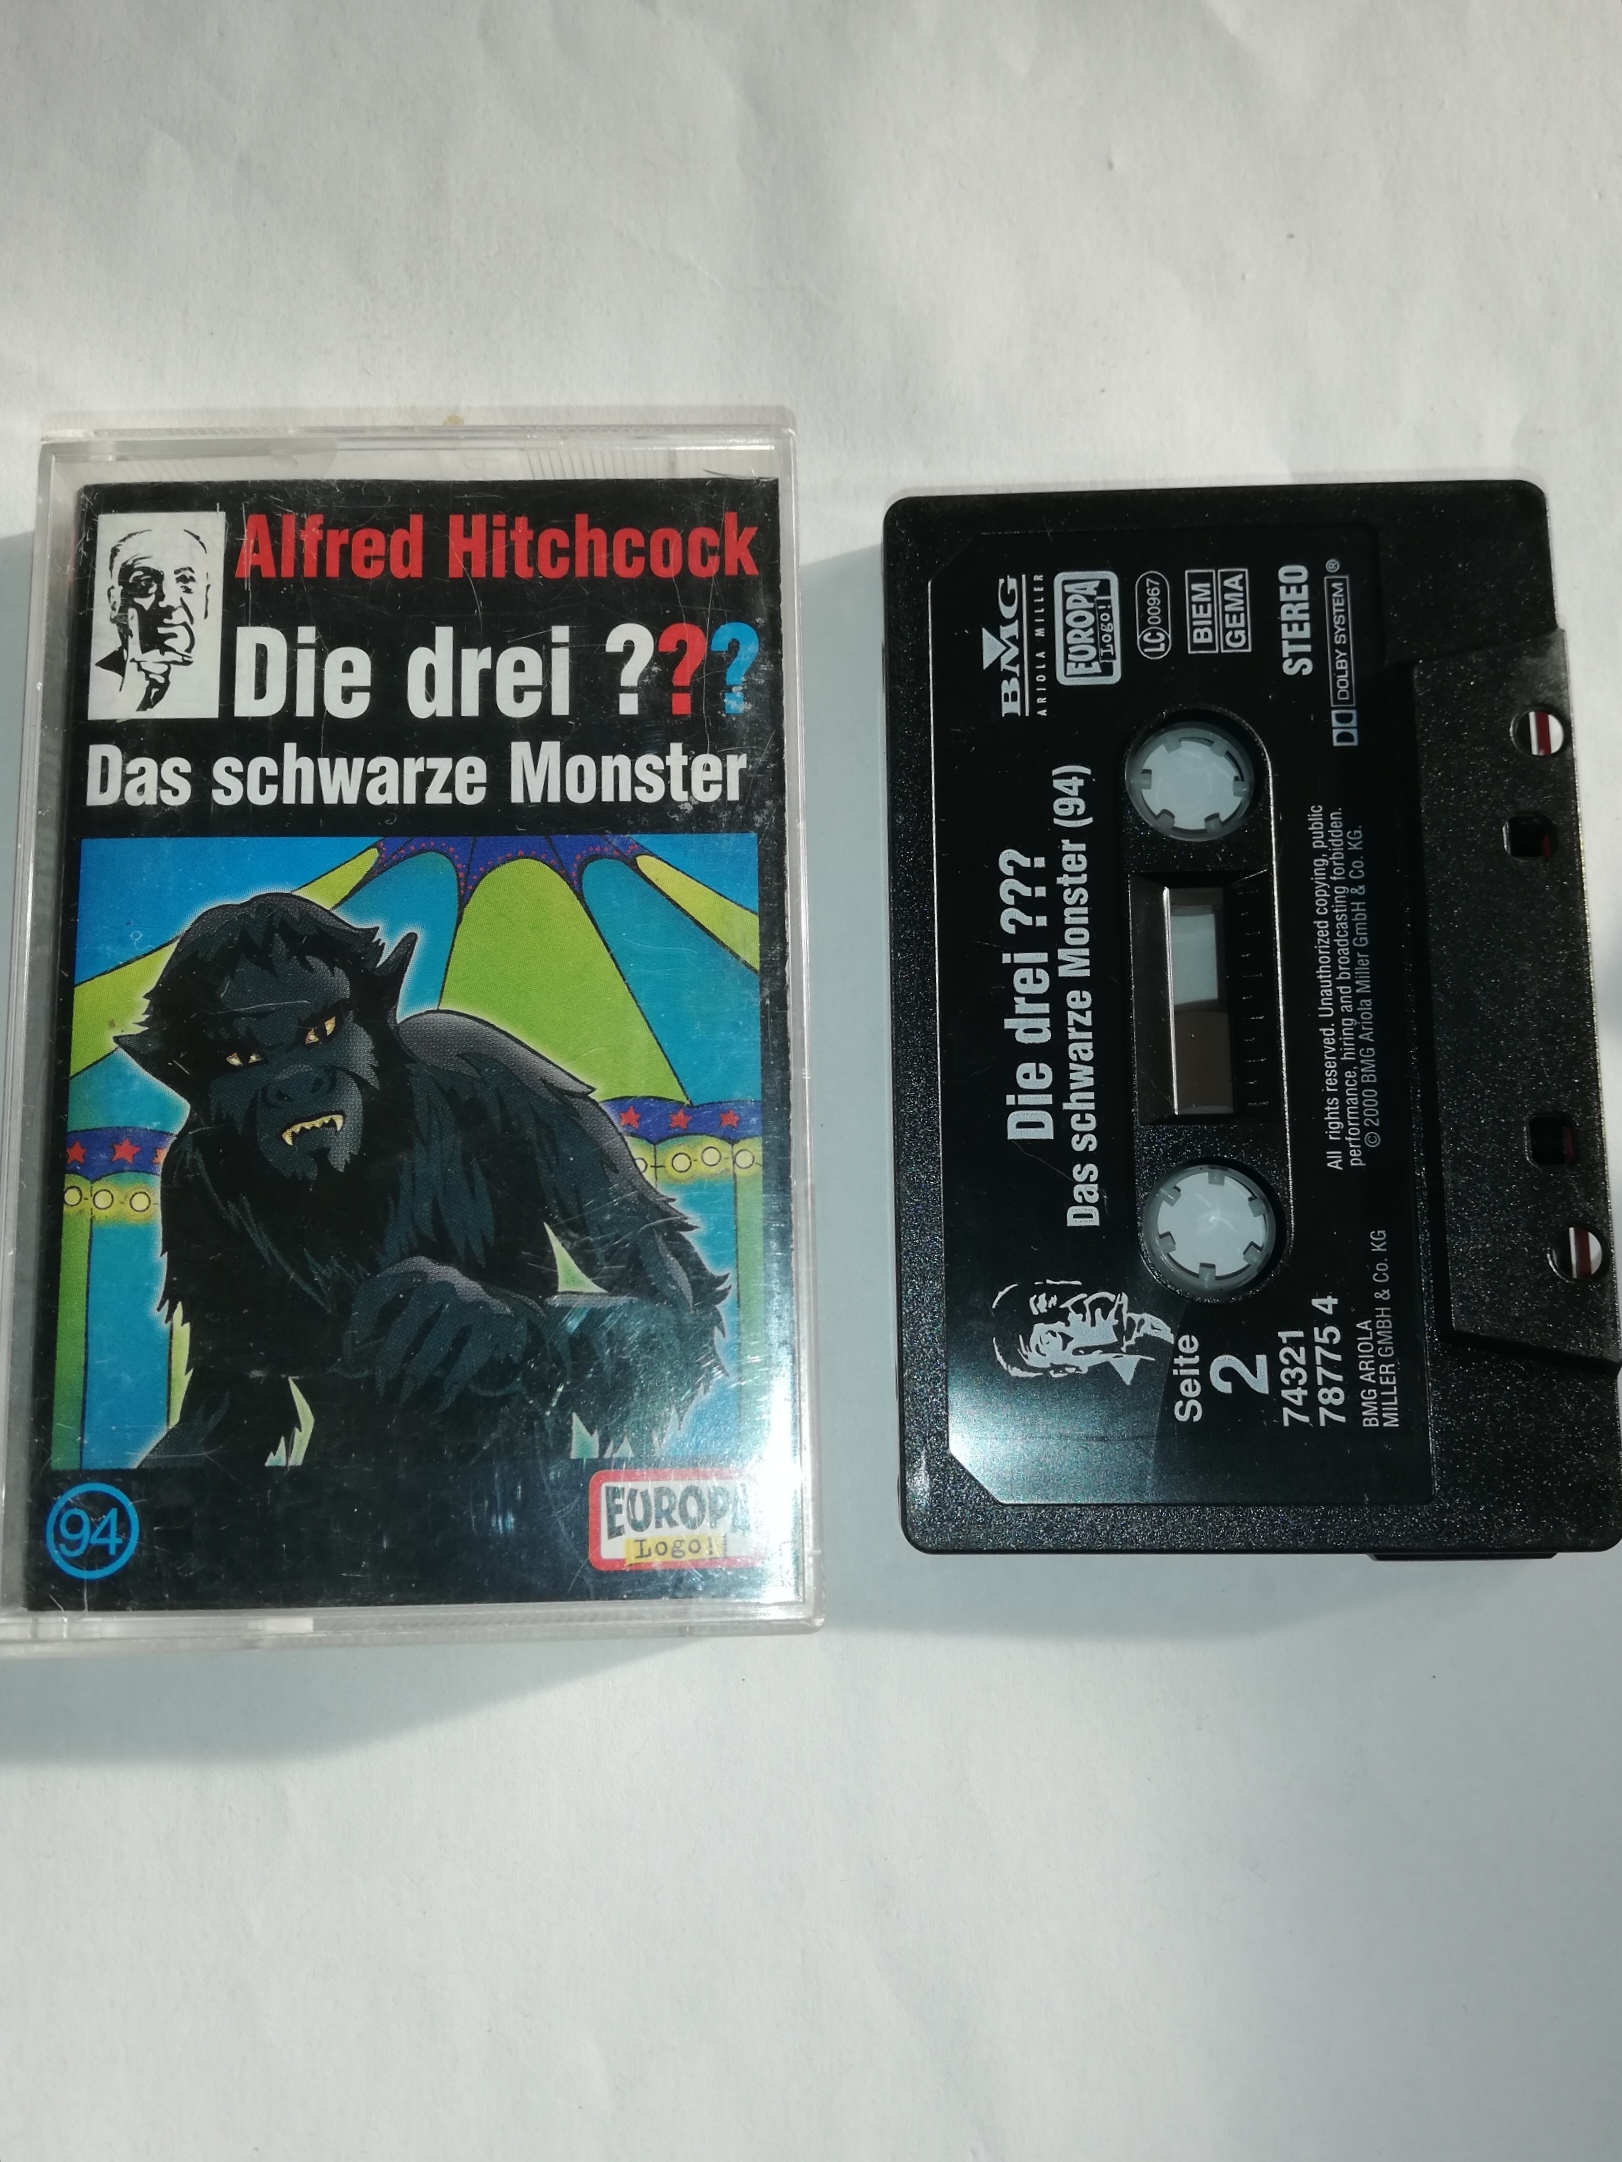 Alfred Hitchcock
Die drei ???
Das schwarze Monster
94
EUROPA
Logo!
BMG
ARIOLA MILLER
EUROPA
Logo!
LC 00967
BIEM
GEMA
STEREO
DOLBY SYSTEM ®
Die drei ???
Das schwarze Monster (94)
All rights reserved. Unauthorized copying, public
performance, hiring and broadcasting forbidden.
© 2000 BMG Ariola Miller GmbH & Co. KG.
Seite
2
74321
78775 4
BMG ARIOLA
MILLER GMBH & Co. KG